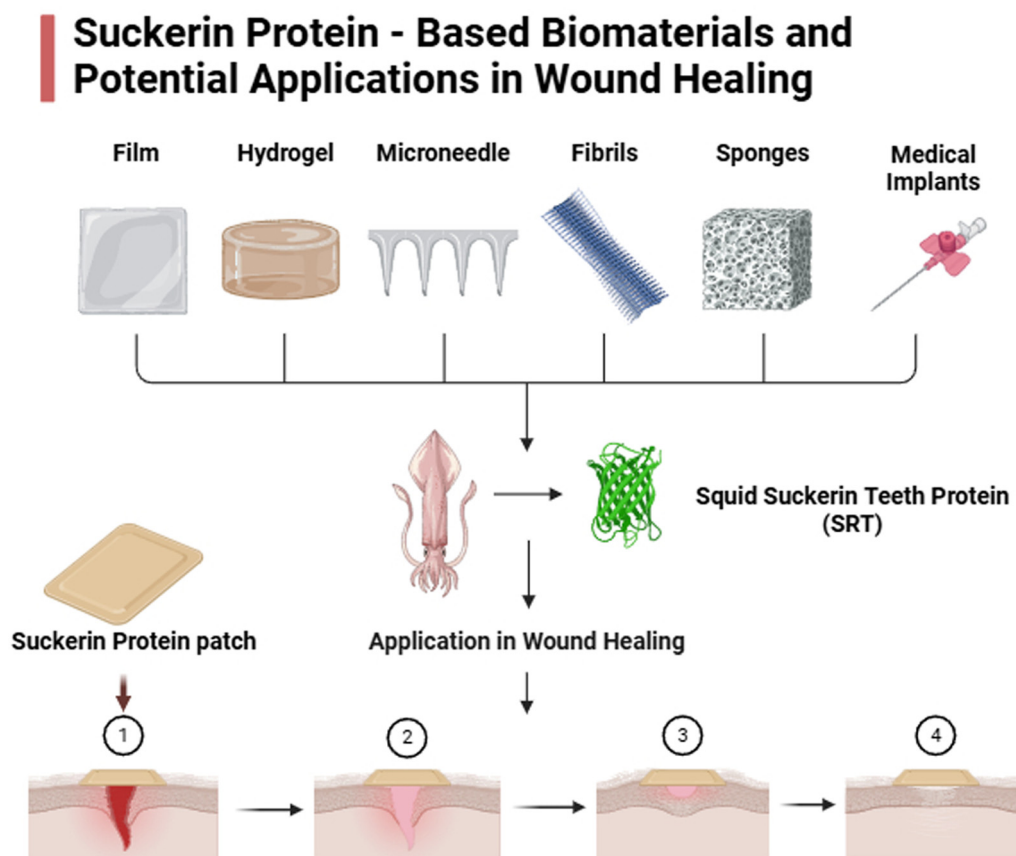 Suckerin Protein - Based Biomaterials and
Potential Applications in Wound Healing
Film
Hydrogel
Microneedle
Fibrils
Sponges
Medical
Implants
Squid Suckerin Teeth Protein
(SRT)
Suckerin Protein patch
Application in Wound Healing
1
2
3
4